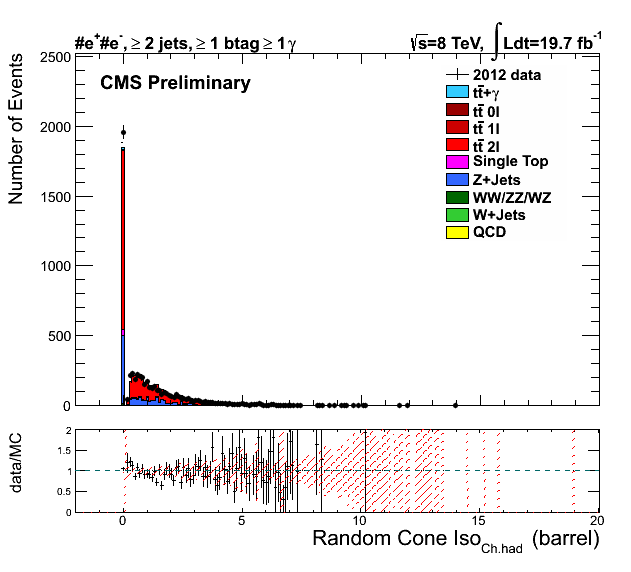 #e⁺#e⁻, ≥ 2 jets, ≥ 1 btag ≥ 1 γ
√s=8 TeV, ∫ Ldt=19.7 fb⁻¹
CMS Preliminary
2012 data
tt̄+γ
tt̄ 0l
tt̄ 1l
tt̄ 2l
Single Top
Z+Jets
WW/ZZ/WZ
W+Jets
QCD
Number of Events
2500
2000
1500
1000
500
0
data/MC
2
1.5
1
0.5
0
0 5 10 15 20
Random Cone Iso_Ch.had (barrel)